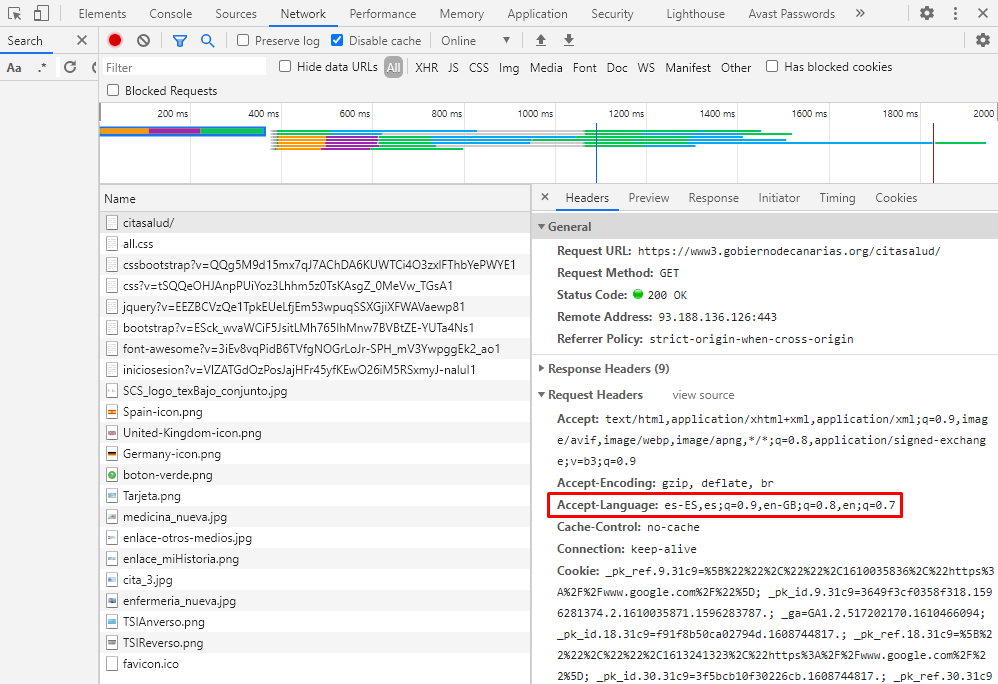 Elements Console Sources Network Performance Memory Application Security Lighthouse Avast Passwords »
Search × Preserve log Disable cache Online ▼
Aa .* Filter Hide data URLs All XHR JS CSS Img Media Font Doc WS Manifest Other Has blocked cookies
Blocked Requests
200 ms 400 ms 600 ms 800 ms 1000 ms 1200 ms 1400 ms 1600 ms 1800 ms 2000
Name
citasalud/
all.css
cssbootstrap?v=QQg5M9d15mx7qJ7AChDA6KUWTCi4O3zxlFThbYePWYE1
css?v=tSQQeOHJAnpPUiYoz3Lhhm5z0TsKAsgZ_0MeVw_TGsA1
jquery?v=EEZBCVzQe1TpkEUeLfjEm53wpuqSSXGjiXFWAVaewp81
bootstrap?v=ESck_wvaWCiF5JsitLMh765IhMnw7BVBtZE-YUTa4Ns1
font-awesome?v=3iEv8vqPidB6TVfgNOGrLoJr-SPH_mV3YwpggEk2_ao1
iniciosesion?v=VIZATGdOzPosJajHFr45yfKEwO26iM5RSxmyJ-naluI1
SCS_logo_texBajo_conjunto.jpg
Spain-icon.png
United-Kingdom-icon.png
Germany-icon.png
boton-verde.png
Tarjeta.png
medicina_nueva.jpg
enlace-otros-medios.jpg
enlace_miHistoria.png
cita_3.jpg
enfermeria_nueva.jpg
TSIAnverso.png
TSIReverso.png
favicon.ico
× Headers Preview Response Initiator Timing Cookies
▼ General
Request URL: https://www3.gobiernodecanarias.org/citasalud/
Request Method: GET
Status Code: 200 OK
Remote Address: 93.188.136.126:443
Referrer Policy: strict-origin-when-cross-origin
Response Headers (9)
▼ Request Headers view source
Accept: text/html,application/xhtml+xml,application/xml;q=0.9,imag
e/avif,image/webp,image/apng,*/*;q=0.8,application/signed-exchang
e;v=b3;q=0.9
Accept-Encoding: gzip, deflate, br
Accept-Language: es-ES,es;q=0.9,en-GB;q=0.8,en;q=0.7
Cache-Control: no-cache
Connection: keep-alive
Cookie: _pk_ref.9.31c9=%5B%22%22%2C%22%22%2C1610035836%2C%22https%3
A%2F%2Fwww.google.com%2F%22%5D; _pk_id.9.31c9=3649f3cf0358f318.159
6281374.2.1610035871.1596283787.; _ga=GA1.2.517202170.1610466094;
_pk_id.18.31c9=f91f8b50ca02794d.1608744817.; _pk_ref.18.31c9=%5B%2
2%22%2C%22%22%2C1613241323%2C%22https%3A%2F%2Fwww.google.com%2F%2
2%5D; _pk_id.30.31c9=3f5bcb10f30226cb.1608744817.; _pk_ref.30.31c9